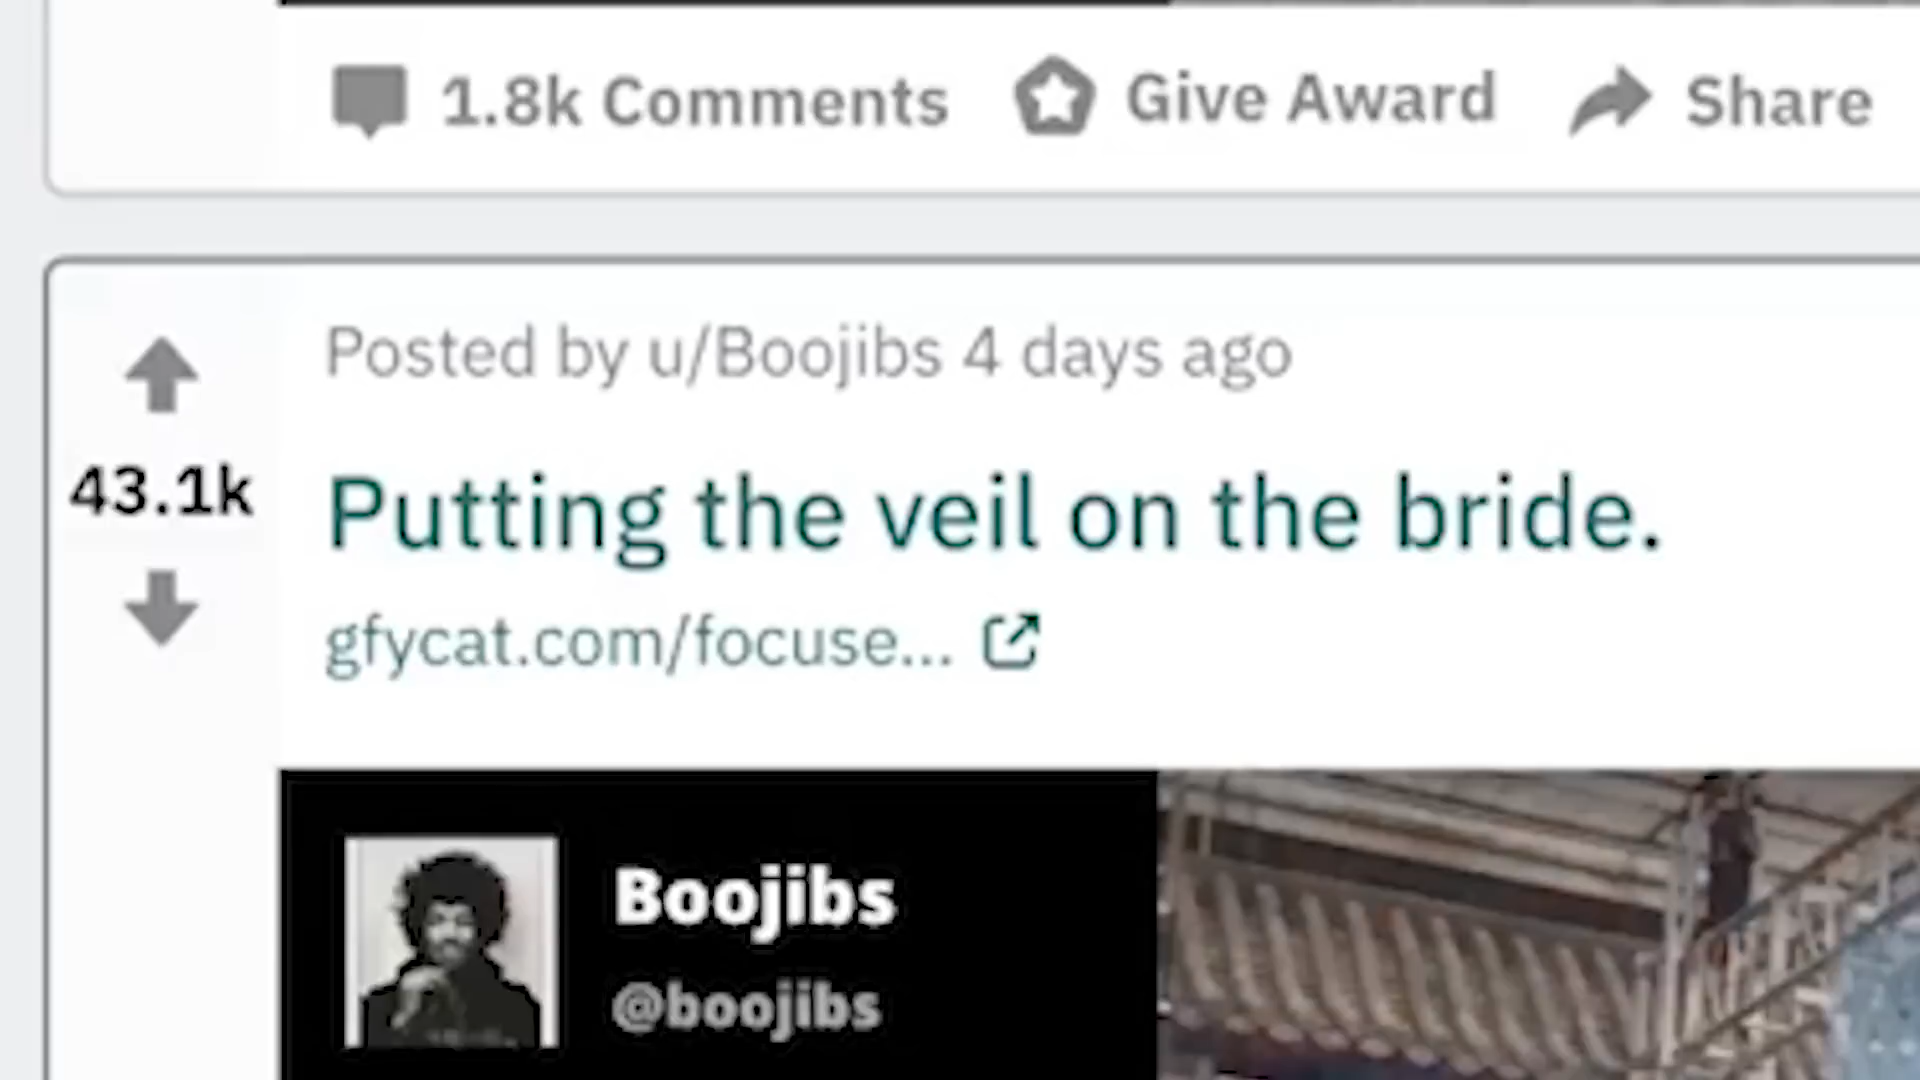 1.8k Comments Give Award Share
Posted by u/Boojibs 4 days ago
43.1k
Putting the veil on the bride.
gfycat.com/focuse...
Boojibs
@boojibs